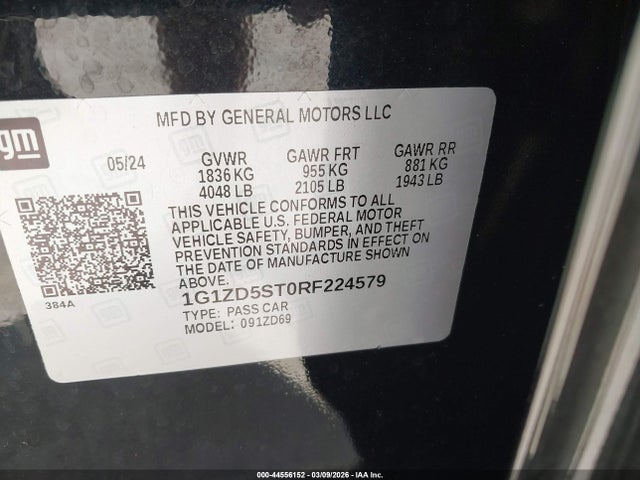 gm
MFD BY GENERAL MOTORS LLC
05/24 GVWR GAWR FRT GAWR RR
1836 KG 955 KG 881 KG
4048 LB 2105 LB 1943 LB
THIS VEHICLE CONFORMS TO ALL
APPLICABLE U.S. FEDERAL MOTOR
VEHICLE SAFETY, BUMPER, AND THEFT
PREVENTION STANDARDS IN EFFECT ON
THE DATE OF MANUFACTURE SHOWN
ABOVE.
384A
1G1ZD5ST0RF224579
TYPE: PASS CAR
MODEL: 091ZD69
000-44556152 - 03/09/2026 - IAA Inc.